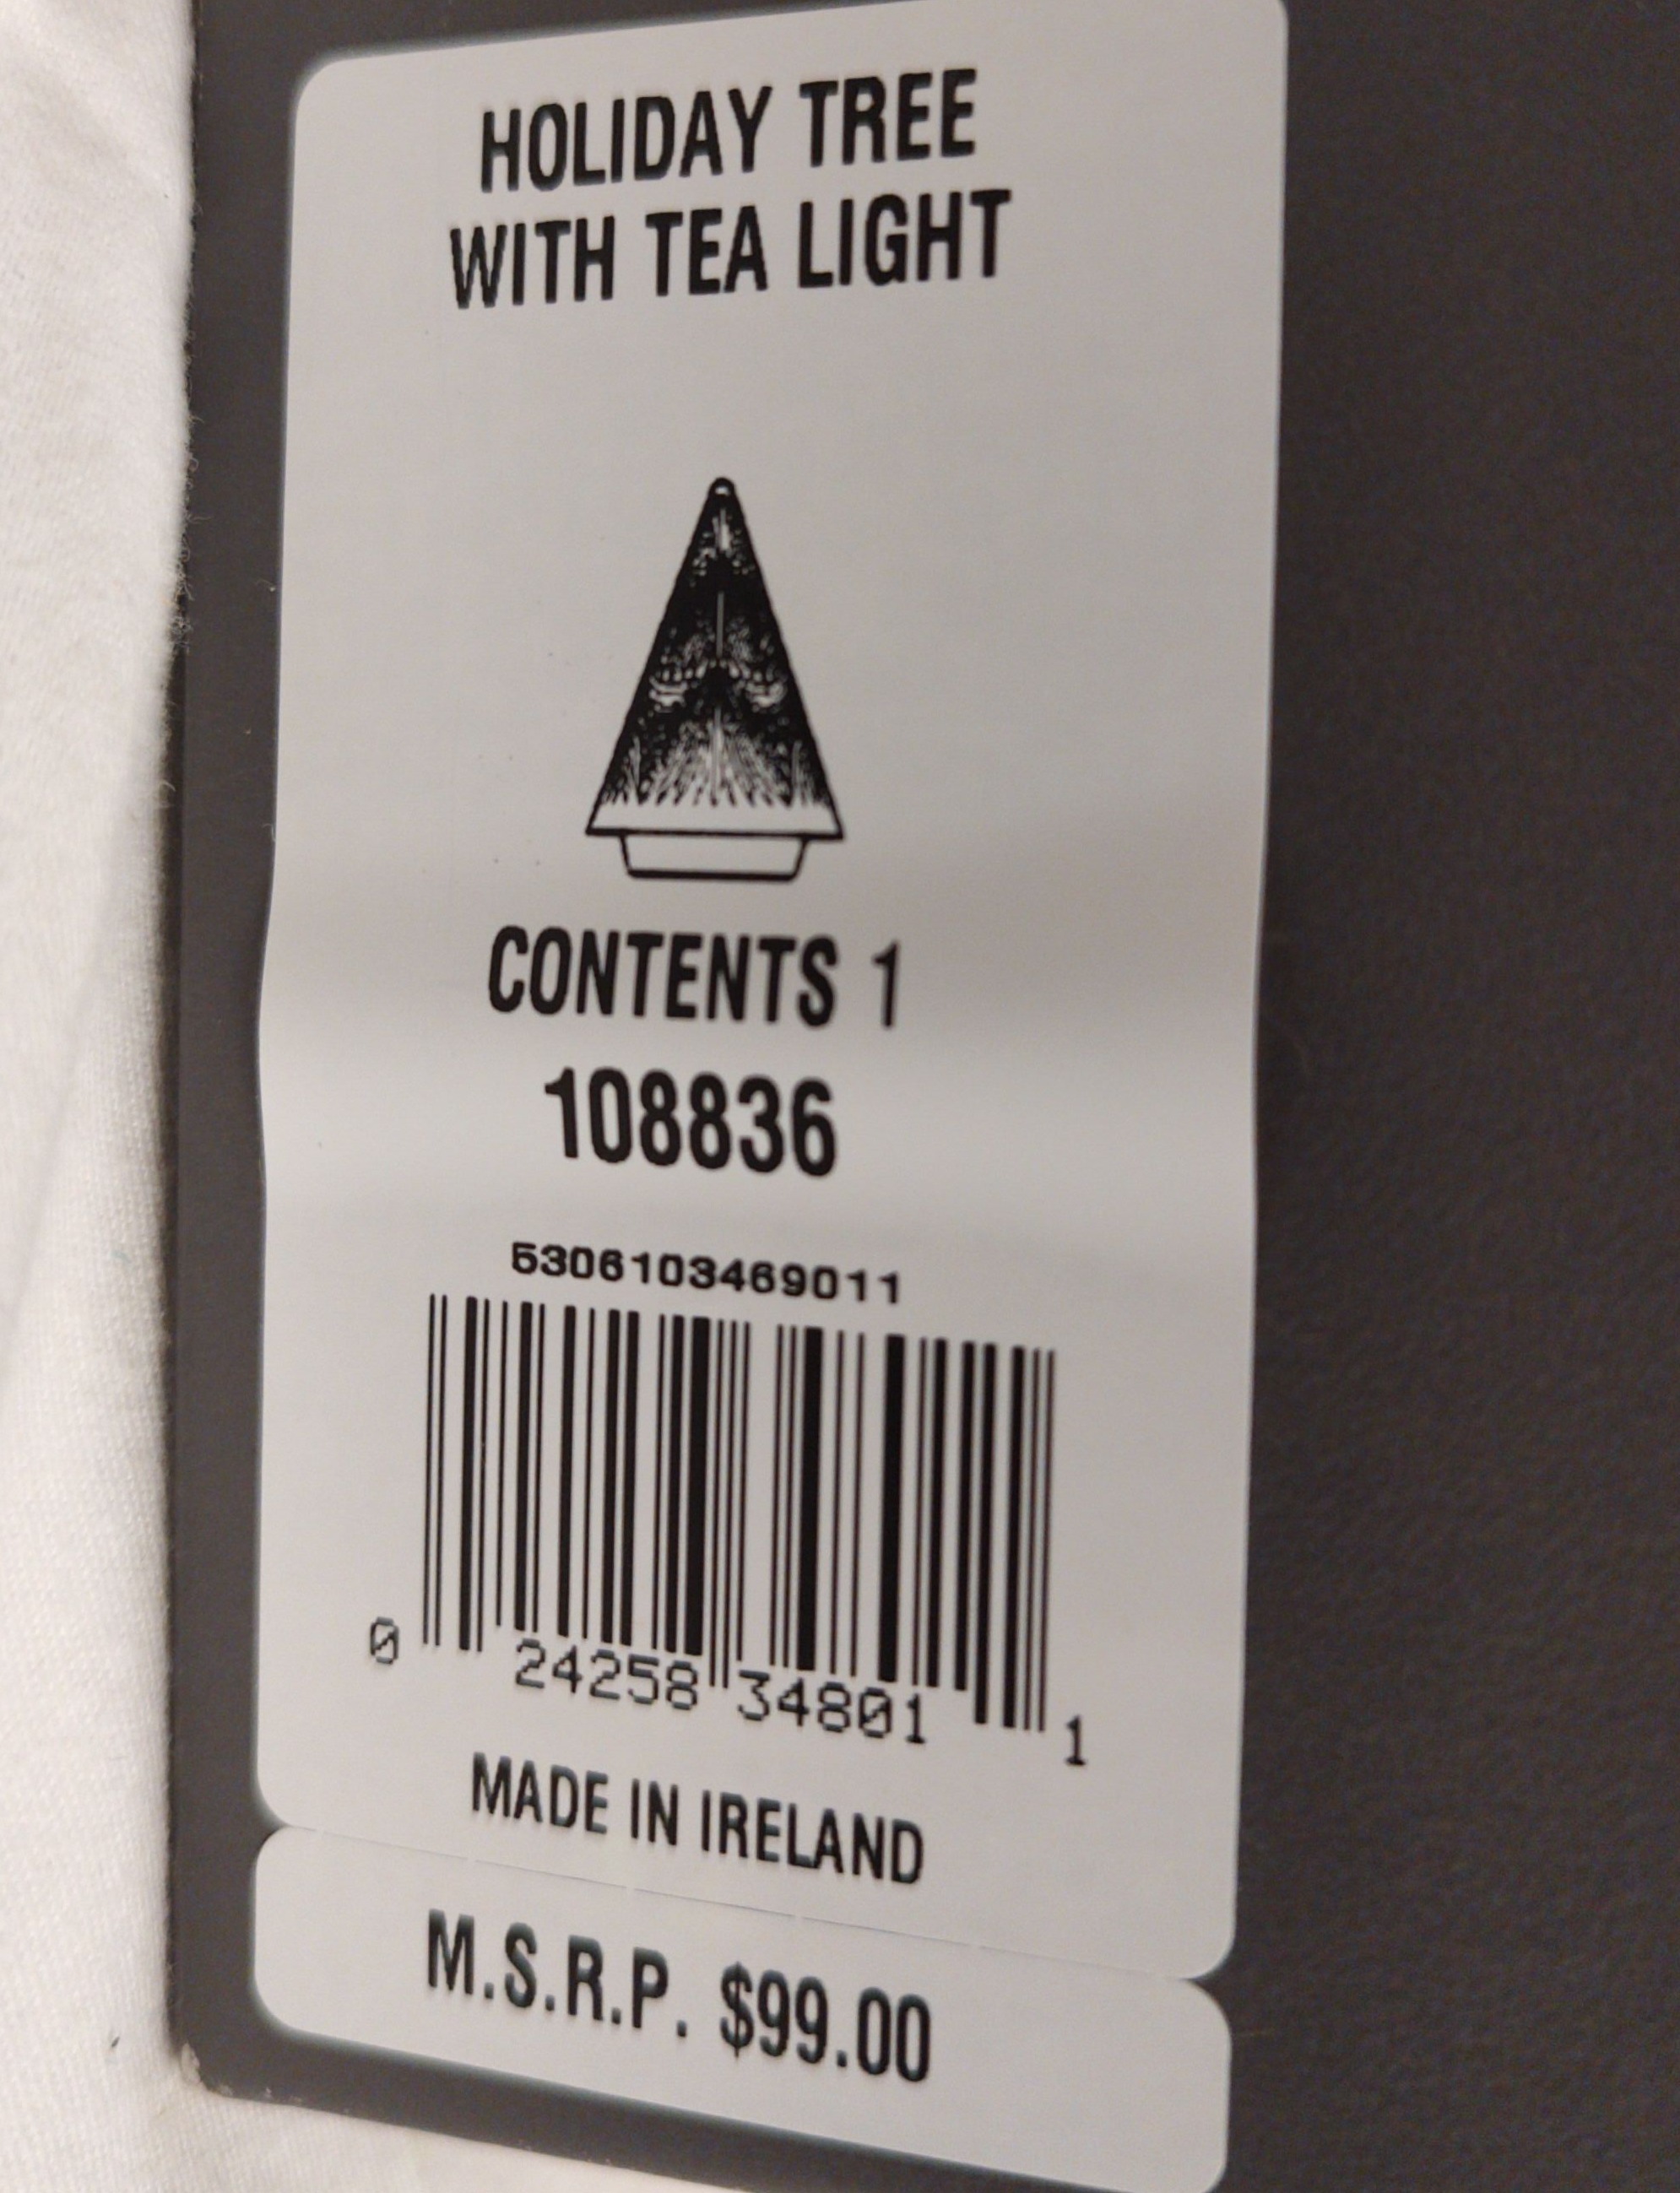 HOLIDAY TREE
WITH TEA LIGHT
CONTENTS 1
108836
5306103469011
0 24258 34801 1
MADE IN IRELAND
M.S.R.P. $99.00